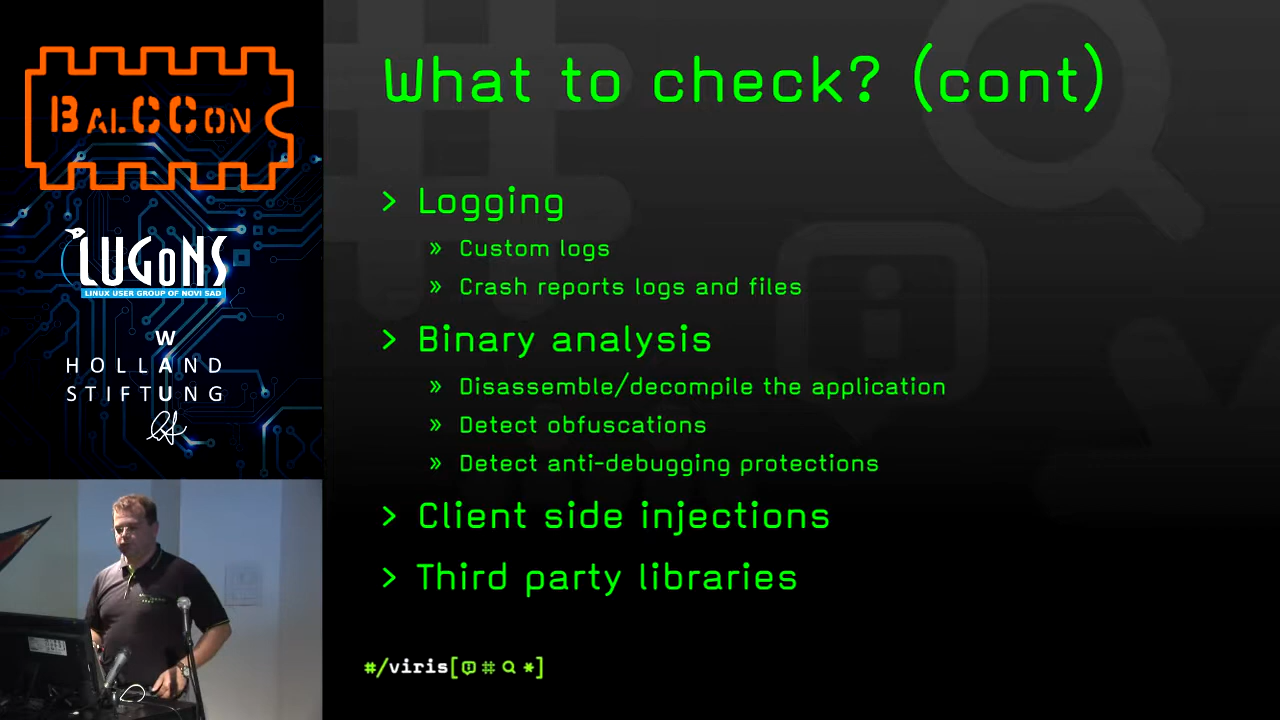 BALCCON
LUGoNS
LINUX USER GROUP OF NOVI SAD
W
HOLLAND
STIFTUNG
What to check? (cont)
> Logging
» Custom logs
» Crash reports logs and files
> Binary analysis
» Disassemble/decompile the application
» Detect obfuscations
» Detect anti-debugging protections
> Client side injections
> Third party libraries
#/viris[ # *]